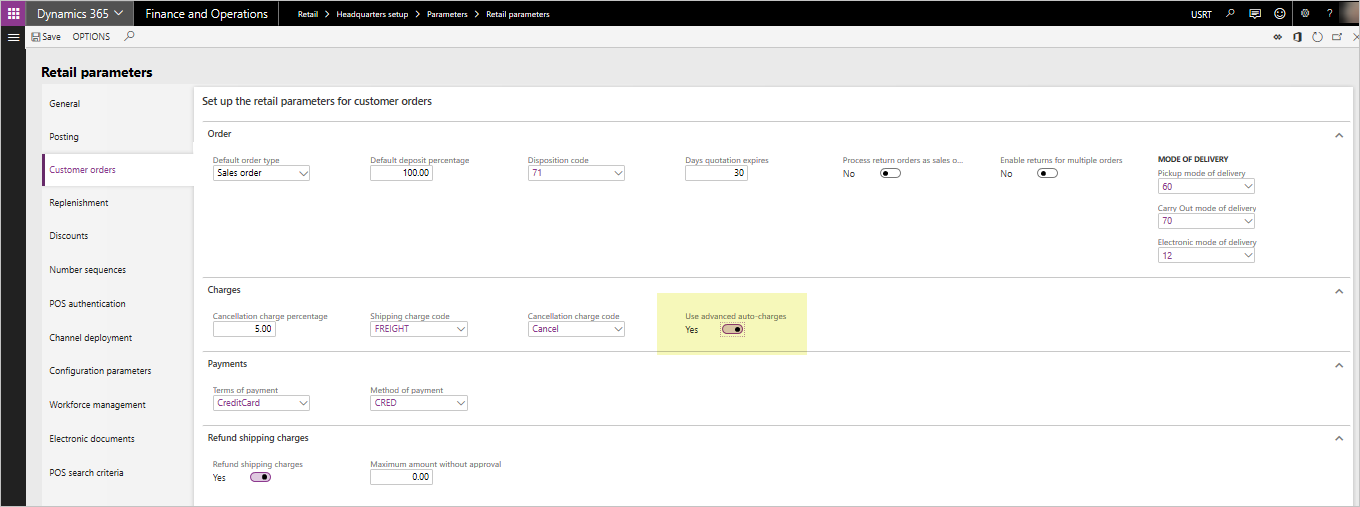 Dynamics 365 Finance and Operations Retail > Headquarters setup > Parameters > Retail parameters USRT ?
Save OPTIONS
Retail parameters
General
Posting
Customer orders
Replenishment
Discounts
Number sequences
POS authentication
Channel deployment
Configuration parameters
Workforce management
Electronic documents
POS search criteria
Set up the retail parameters for customer orders
Order
Default order type Default deposit percentage Disposition code Days quotation expires Process return orders as sales o... Enable returns for multiple orders MODE OF DELIVERY
Sales order 100.00 71 30 No No Pickup mode of delivery
60
Carry Out mode of delivery
70
Electronic mode of delivery
12
Charges
Cancellation charge percentage Shipping charge code Cancellation charge code Use advanced auto-charges
5.00 FREIGHT Cancel Yes
Payments
Terms of payment Method of payment
CreditCard CRED
Refund shipping charges
Refund shipping charges Maximum amount without approval
Yes 0.00